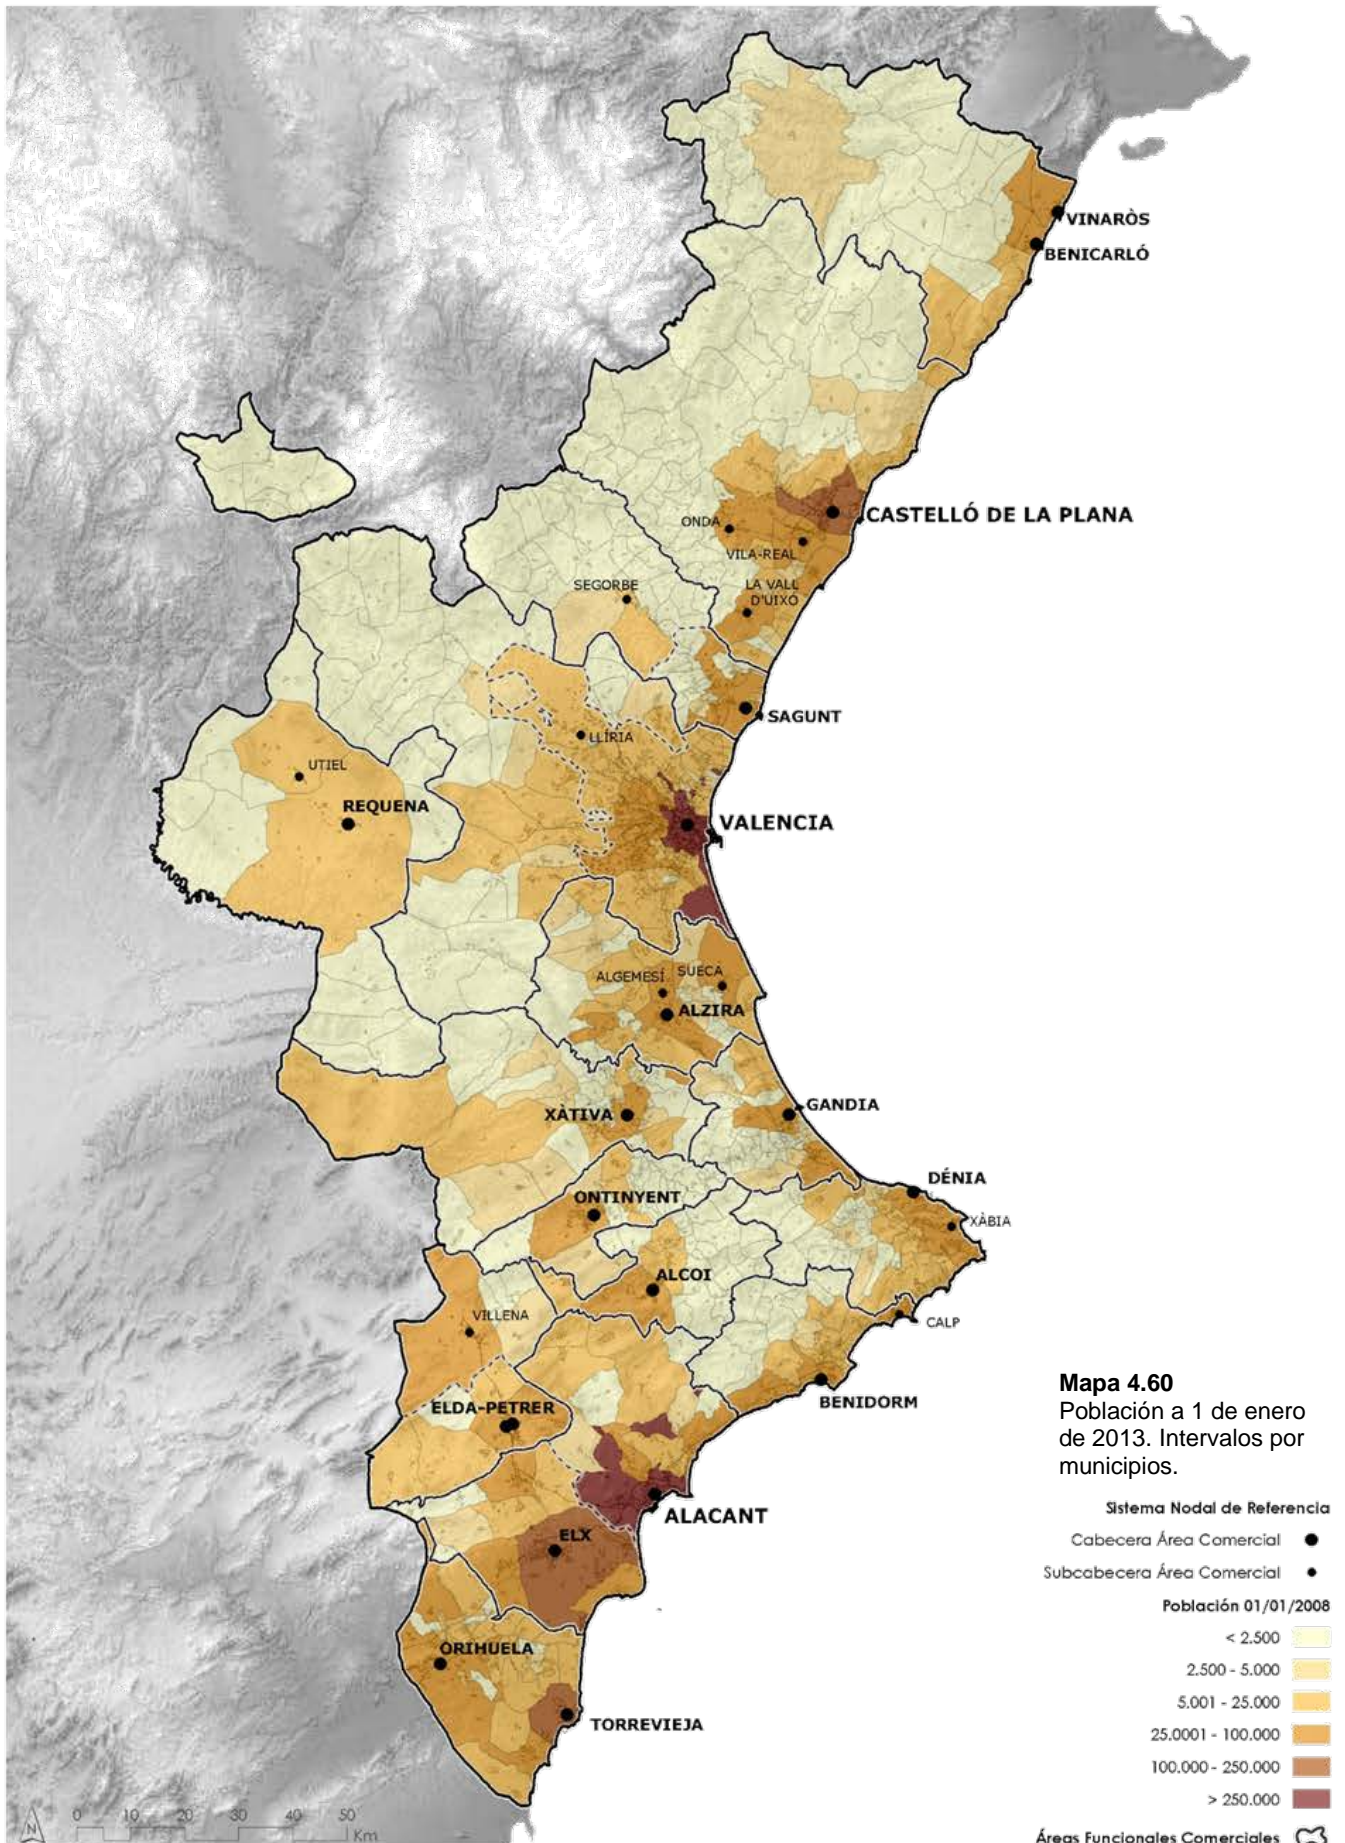 VINARÒS
BENICARLÓ
CASTELLÓ DE LA PLANA
ONDA
VILA-REAL
SEGORBE
LA VALL
D'UIXÓ
SAGUNT
LLÍRIA
UTIEL
REQUENA
VALENCIA
ALGEMESÍ
SUECA
ALZIRA
XÀTIVA
GANDIA
DÉNIA
ONTINYENT
XÀBIA
ALCOI
VILLENA
CALP
BENIDORM
ELDA-PETRER
ALACANT
ELX
ORIHUELA
TORREVIEJA
Mapa 4.60
Población a 1 de enero
de 2013. Intervalos por
municipios.
Sistema Nodal de Referencia
Cabecera Área Comercial
Subcabecera Área Comercial
Población 01/01/2008
< 2.500
2.500 - 5.000
5.001 - 25.000
25.0001 - 100.000
100.000 - 250.000
> 250.000
Áreas Funcionales Comerciales
N
0 10 20 30 40 50
Km